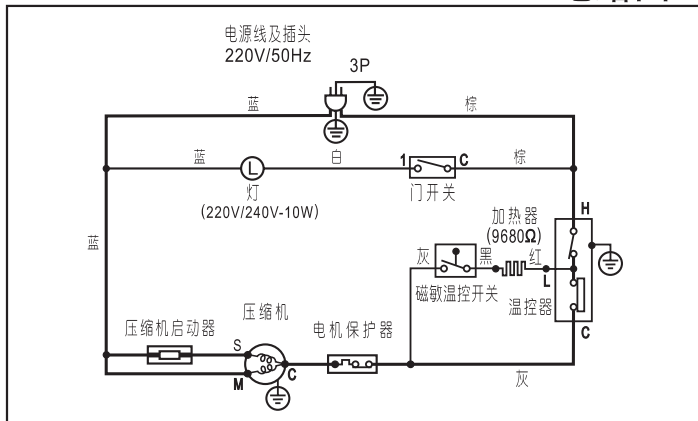 电源线及插头
220V/50Hz
3P
蓝
棕
蓝
L
白
1
C
棕
灯
门开关
(220V/240V-10W)
加热器
(9680Ω)
H
蓝
灰
黑
红
L
磁敏温控开关
温控器
C
压缩机启动器
压缩机
电机保护器
S
M
C
灰